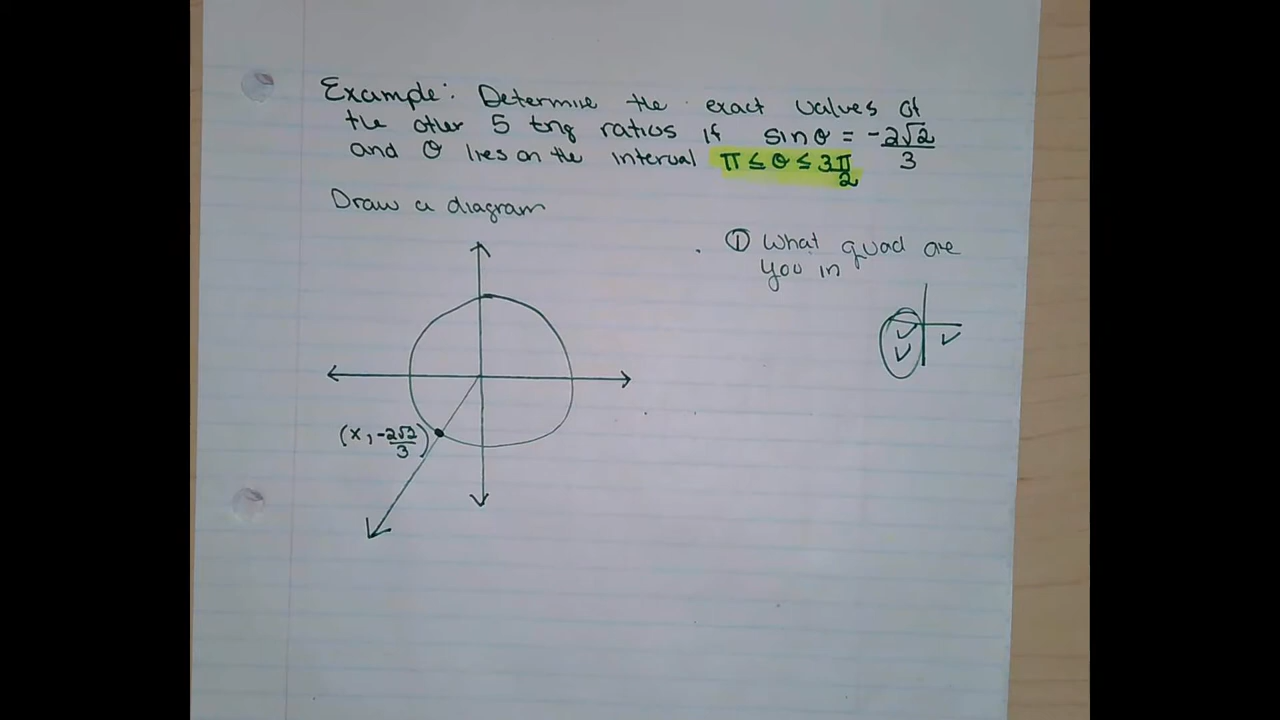 Example: Determine the exact values of
the other 5 trig ratios if sin θ = -2√2/3
and θ lies on the interval π ≤ θ ≤ 3π/2
Draw a diagram
① What quad are
you in
(x, -2√2/3)